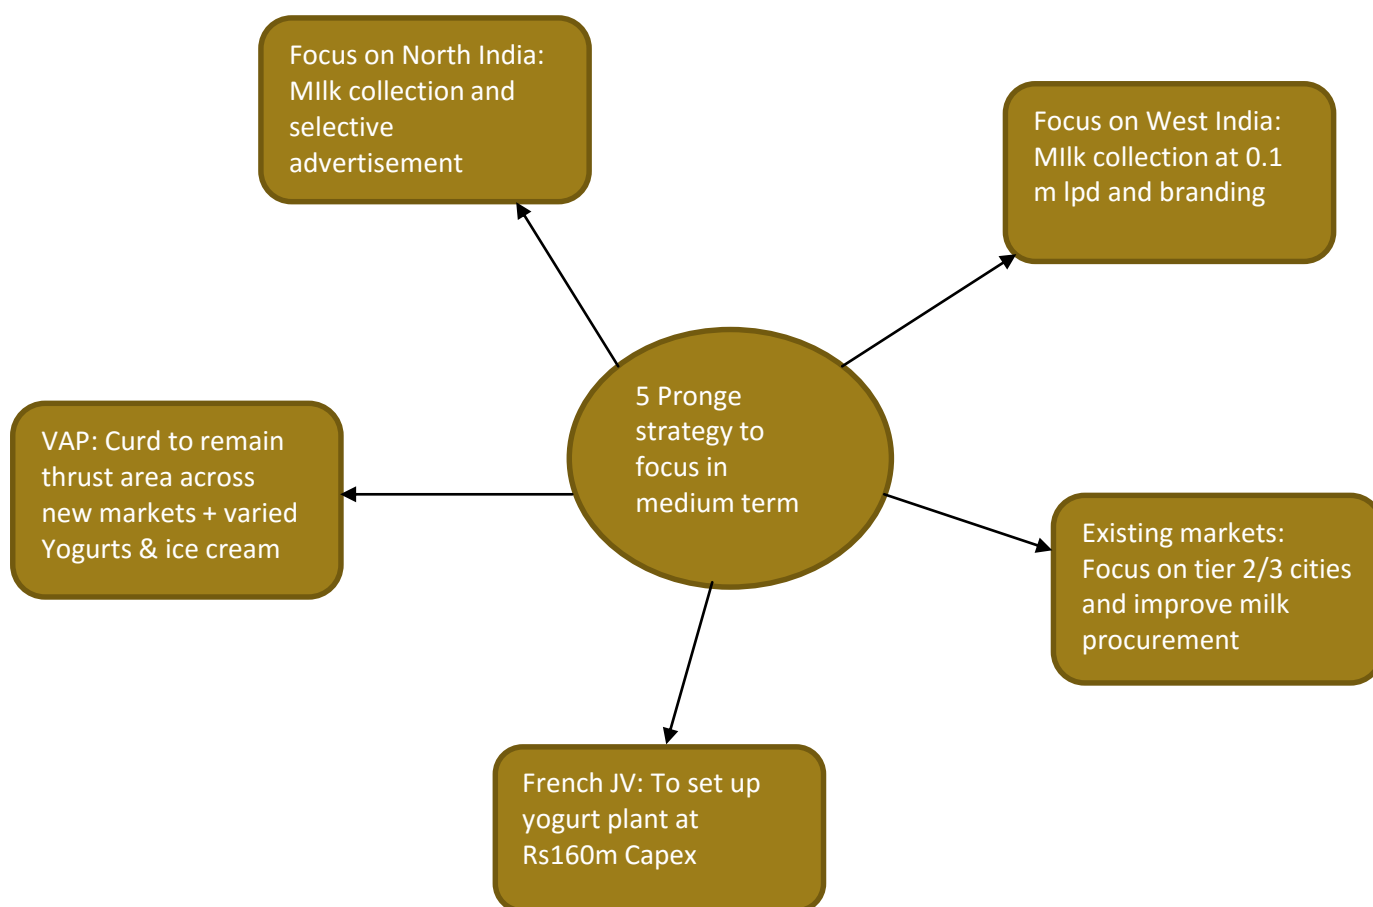 Focus on North India:
MIlk collection and
selective
advertisement
Focus on West India:
MIlk collection at 0.1
m lpd and branding
5 Pronge
strategy to
focus in
medium term
VAP: Curd to remain
thrust area across
new markets + varied
Yogurts & ice cream
Existing markets:
Focus on tier 2/3 cities
and improve milk
procurement
French JV: To set up
yogurt plant at
Rs160m Capex